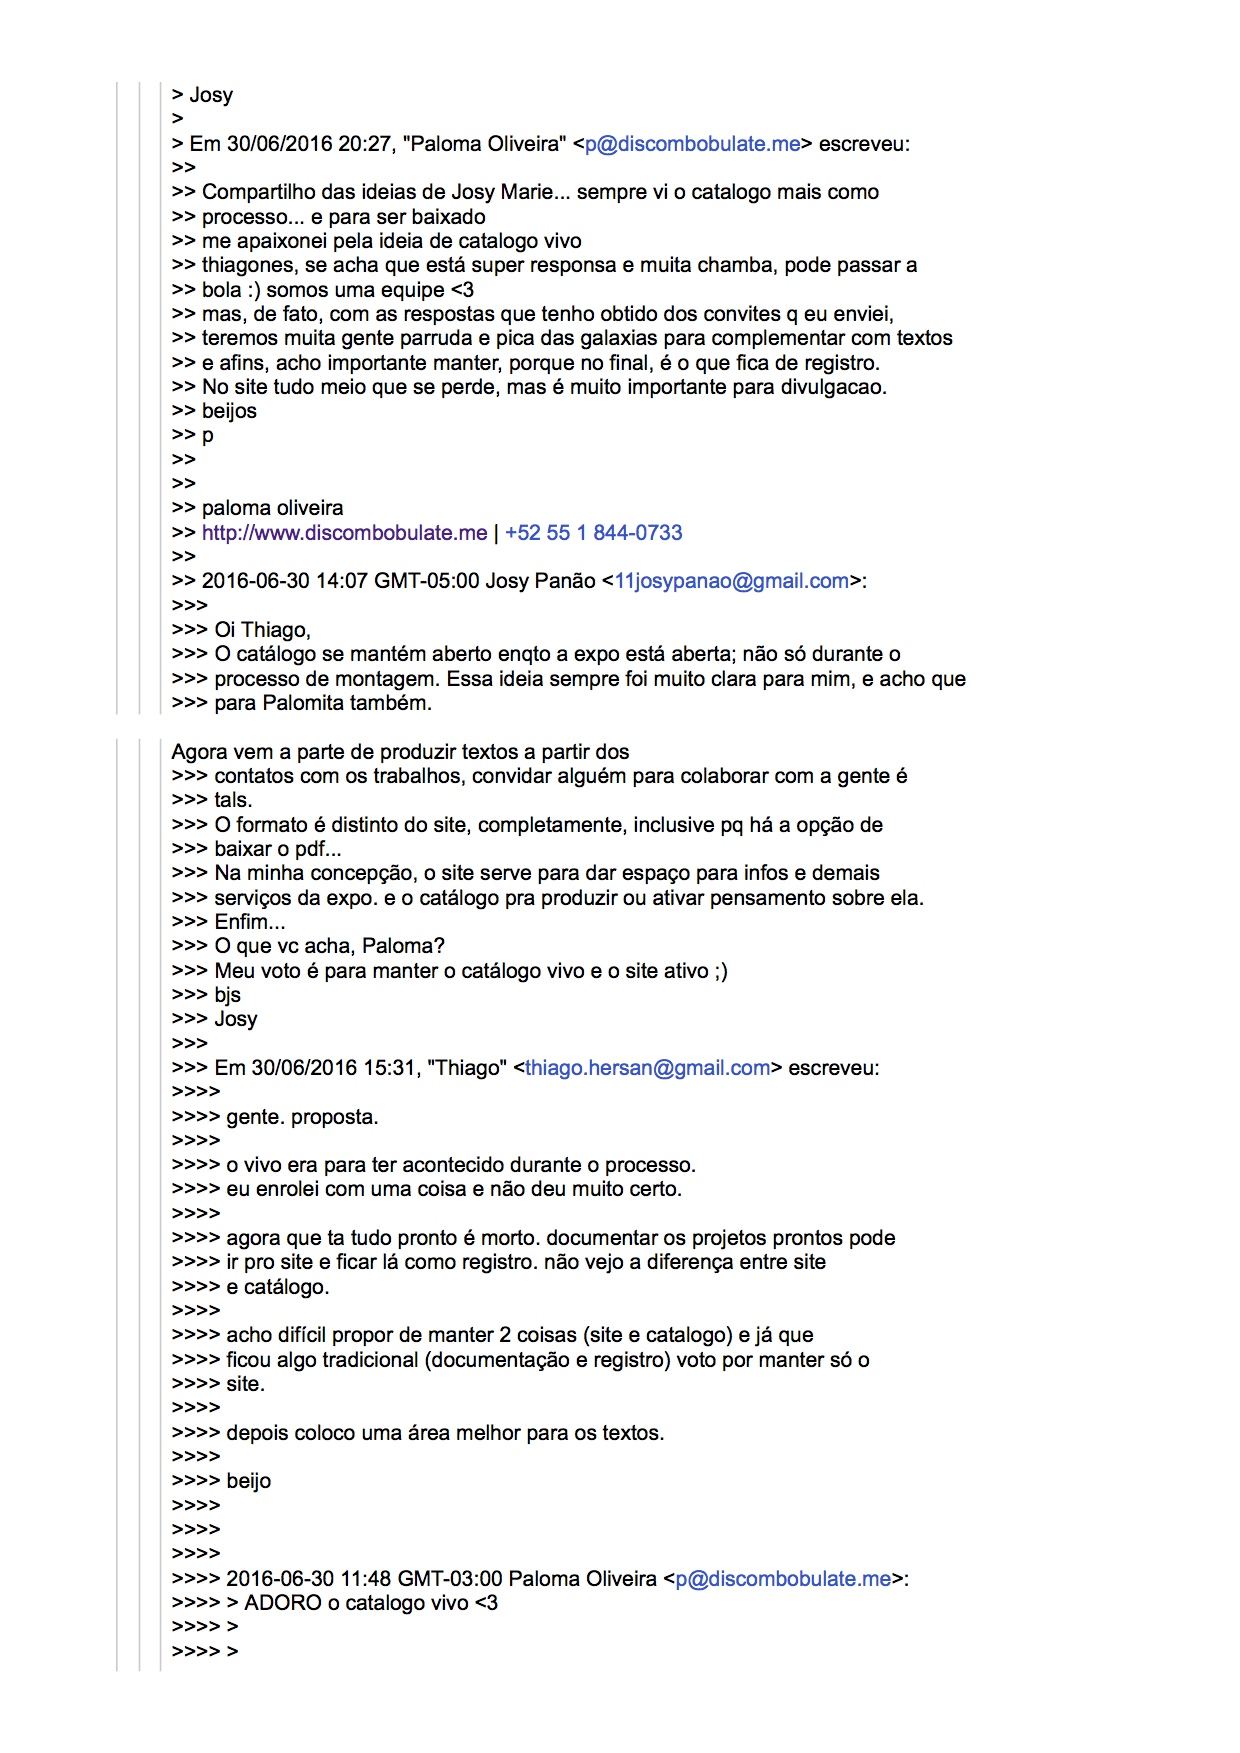 > Josy
>
> Em 30/06/2016 20:27, "Paloma Oliveira" <p@discombobulate.me> escreveu:
>>
>> Compartilho das ideias de Josy Marie... sempre vi o catalogo mais como
>> processo... e para ser baixado
>> me apaixonei pela ideia de catalogo vivo
>> thiagones, se acha que está super responsa e muita chamba, pode passar a
>> bola :) somos uma equipe <3
>> mas, de fato, com as respostas que tenho obtido dos convites q eu enviei,
>> teremos muita gente parruda e pica das galaxias para complementar com textos
>> e afins, acho importante manter, porque no final, é o que fica de registro.
>> No site tudo meio que se perde, mas é muito importante para divulgacao.
>> beijos
>> p
>>
>>
>> paloma oliveira
>> http://www.discombobulate.me | +52 55 1 844-0733
>>
>> 2016-06-30 14:07 GMT-05:00 Josy Panão <11josypanao@gmail.com>:
>>>
>>> Oi Thiago,
>>> O catálogo se mantém aberto enqto a expo está aberta; não só durante o
>>> processo de montagem. Essa ideia sempre foi muito clara para mim, e acho que
>>> para Palomita também.
Agora vem a parte de produzir textos a partir dos
>>> contatos com os trabalhos, convidar alguém para colaborar com a gente é
>>> tals.
>>> O formato é distinto do site, completamente, inclusive pq há a opção de
>>> baixar o pdf...
>>> Na minha concepção, o site serve para dar espaço para infos e demais
>>> serviços da expo. e o catálogo pra produzir ou ativar pensamento sobre ela.
>>> Enfim...
>>> O que vc acha, Paloma?
>>> Meu voto é para manter o catálogo vivo e o site ativo ;)
>>> bjs
>>> Josy
>>>
>>> Em 30/06/2016 15:31, "Thiago" <thiago.hersan@gmail.com> escreveu:
>>>>
>>>> gente. proposta.
>>>>
>>>> o vivo era para ter acontecido durante o processo.
>>>> eu enrolei com uma coisa e não deu muito certo.
>>>>
>>>> agora que ta tudo pronto é morto. documentar os projetos prontos pode
>>>> ir pro site e ficar lá como registro. não vejo a diferença entre site
>>>> e catálogo.
>>>>
>>>> acho difícil propor de manter 2 coisas (site e catalogo) e já que
>>>> ficou algo tradicional (documentação e registro) voto por manter só o
>>>> site.
>>>>
>>>> depois coloco uma área melhor para os textos.
>>>>
>>>> beijo
>>>>
>>>>
>>>>
>>>> 2016-06-30 11:48 GMT-03:00 Paloma Oliveira <p@discombobulate.me>:
>>>> > ADORO o catalogo vivo <3
>>>> >
>>>> >